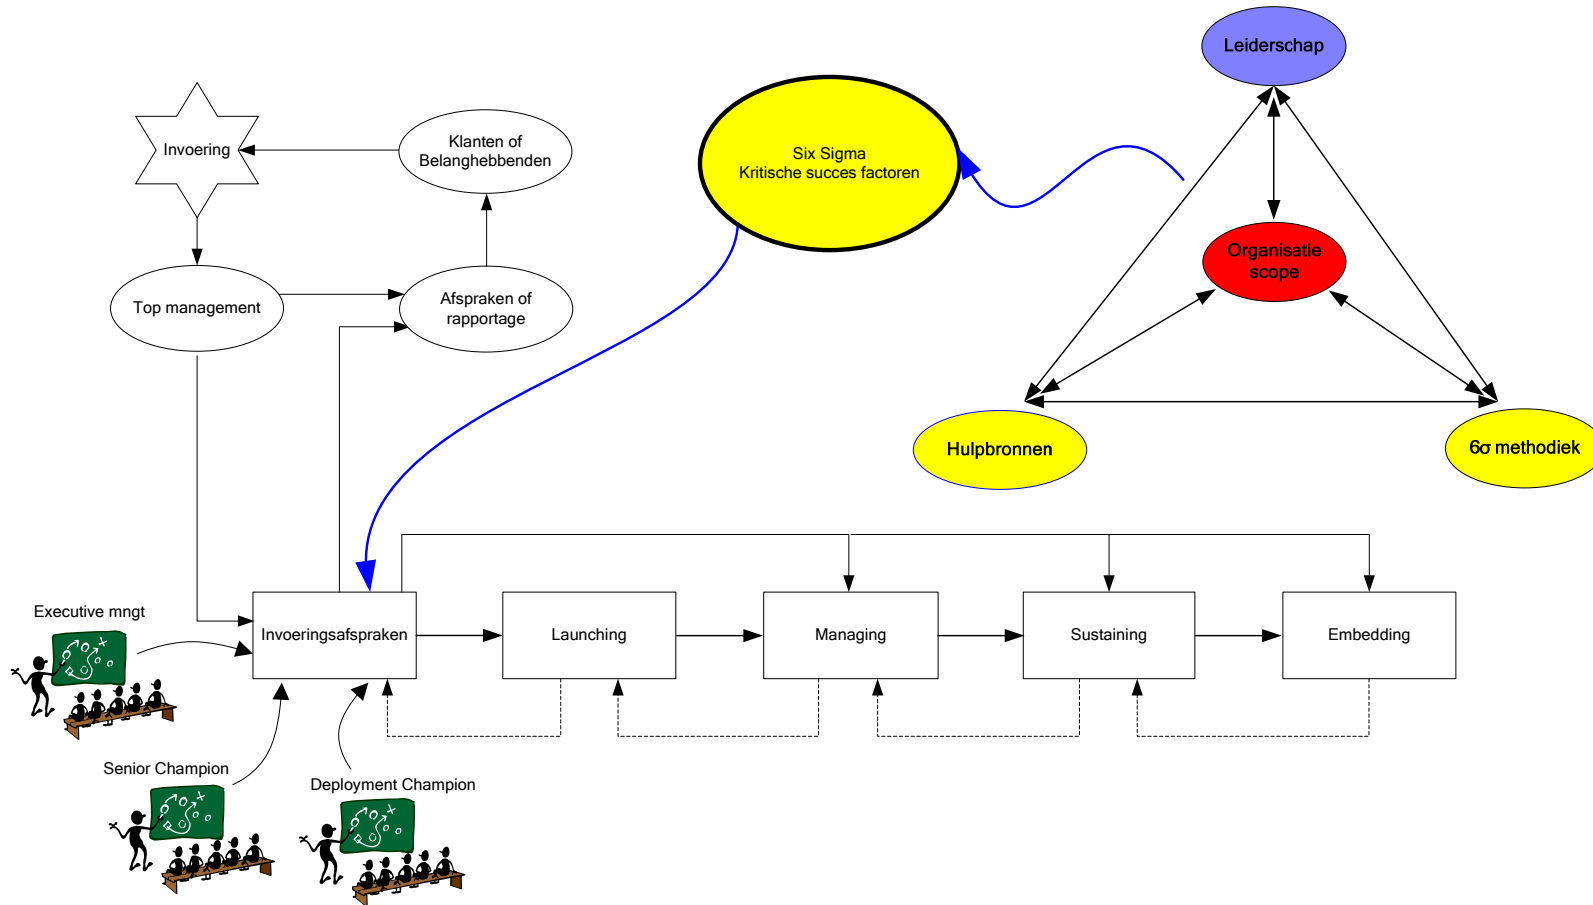 Leiderschap
Invoering
Klanten of
Belanghebbenden
Six Sigma
Kritische succes factoren
Organisatie
scope
Top management
Afspraken of
rapportage
Hulpbronnen
6σ methodiek
Executive mngt
Invoeringsafspraken
Launching
Managing
Sustaining
Embedding
Senior Champion
Deployment Champion